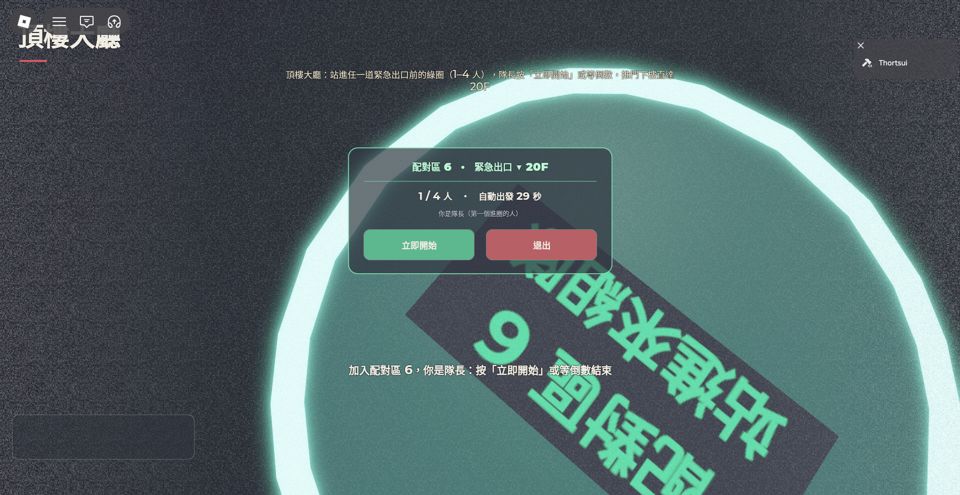 頂樓大廳
Thortsui
頂樓大廳：站進任一道緊急出口前的綠圈（1–4 人），隊長按「立即開始」或等倒數，推門下樓直達
20F
配對區 6 • 緊急出口 ▼ 20F
1 / 4 人 • 自動出發 29 秒
你是隊長（第一個進圈的人）
立即開始
退出
加入配對區 6，你是隊長：按「立即開始」或等倒數結束
配對區 6
站進來組隊